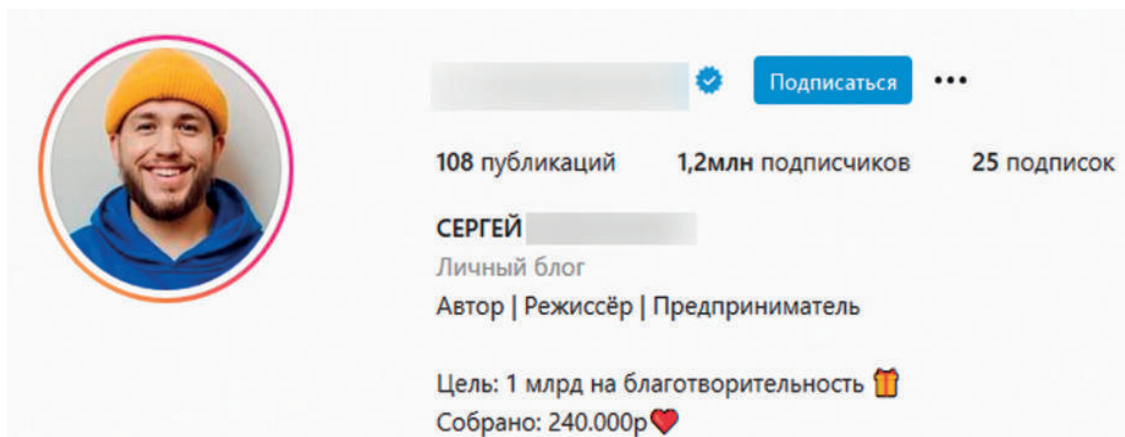 Подписаться
108 публикаций 1,2млн подписчиков 25 подписок
СЕРГЕЙ
Личный блог
Автор | Режиссёр | Предприниматель
Цель: 1 млрд на благотворительность 🎁
Собрано: 240.000р❤️